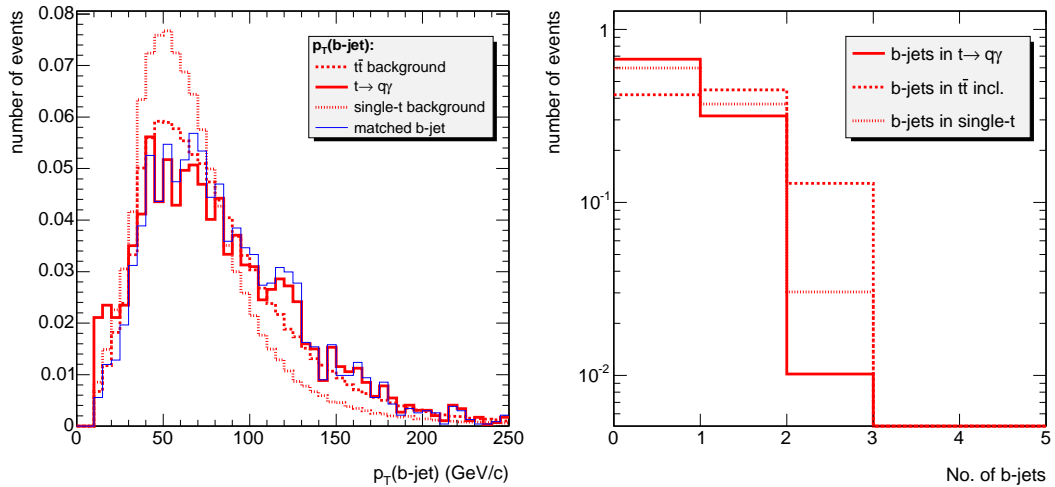 number of events
0.08
0.07
0.06
0.05
0.04
0.03
0.02
0.01
0
p_T(b-jet):
tt̄ background
t→ qγ
single-t background
matched b-jet
0 50 100 150 200 250
p_T(b-jet) (GeV/c)
number of events
1
10⁻¹
10⁻²
b-jets in t→ qγ
b-jets in tt̄ incl.
b-jets in single-t
0 1 2 3 4 5
No. of b-jets